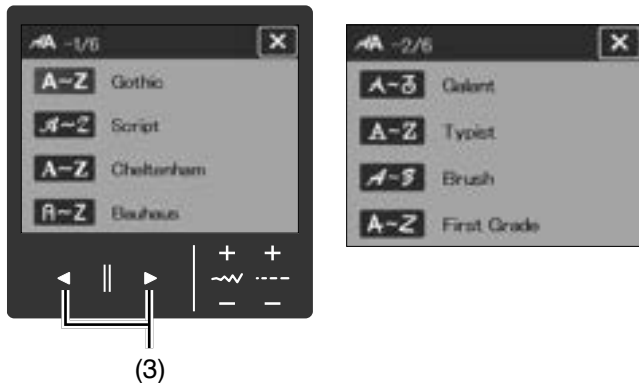 A -1/6
X
A~Z Gothic
A~Z Script
A~Z Cheltenham
A~Z Bauhaus
+ +
− −
(3)
A -2/6
X
A~Z Galant
A~Z Typist
A~Z Brush
A~Z First Grade